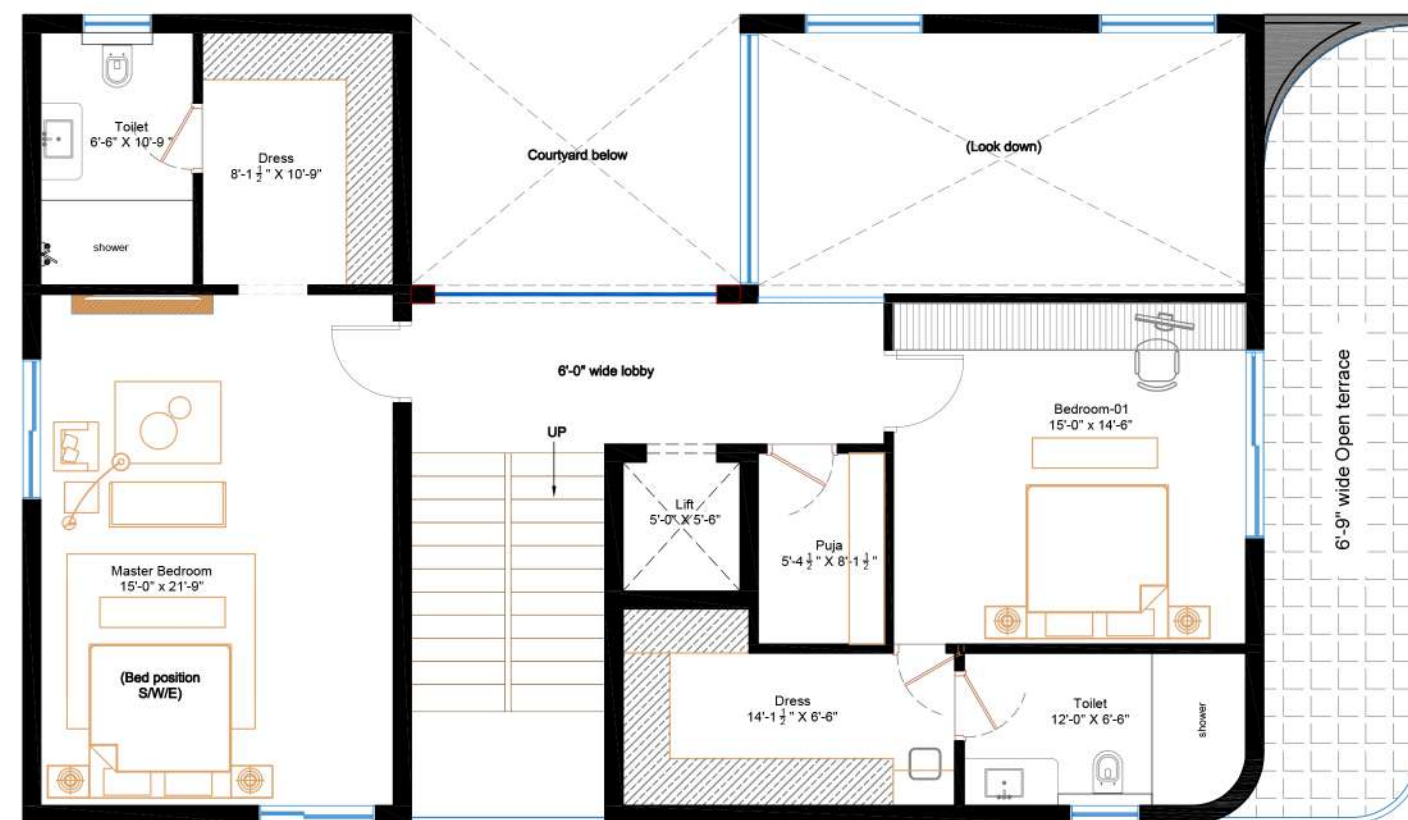 Toilet
6'-6" X 10'-9 "
Dress
8'-1 1/2 " X 10'-9"
shower
Courtyard below
(Look down)
6'-0" wide lobby
UP
Bedroom-01
15'-0" x 14'-6"
6'-9" wide Open terrace
Lift
5'-0" X 5'-6"
Puja
5'-4 1/2 " X 8'-1 1/2 "
Master Bedroom
15'-0" x 21'-9"
(Bed position
S/W/E)
Dress
14'-1 1/2 " X 6'-6"
Toilet
12'-0" X 6'-6"
shower